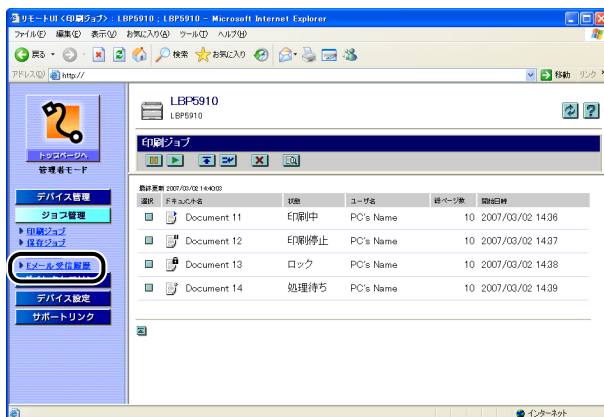 リモートUI <印刷ジョブ> : LBP5910 ; LBP5910 - Microsoft Internet Explorer
ファイル(F) 編集(E) 表示(V) お気に入り(A) ツール(T) ヘルプ(H)
戻る 検索 お気に入り
アドレス(D) http:// 移動 リンク
LBP5910
LBP5910
トップページへ
管理者モード
デバイス管理
ジョブ管理
印刷ジョブ
保存ジョブ
Eメール受信履歴
デバイス設定
サポートリンク
印刷ジョブ
最終更新 2007/03/02 14:40:03
選択 ドキュメント名 状態 ユーザ名 総ページ数 開始日時
Document 11 印刷中 PC's Name 10 2007/03/02 14:36
Document 12 印刷停止 PC's Name 10 2007/03/02 14:37
Document 13 ロック PC's Name 10 2007/03/02 14:38
Document 14 処理待ち PC's Name 10 2007/03/02 14:39
インターネット